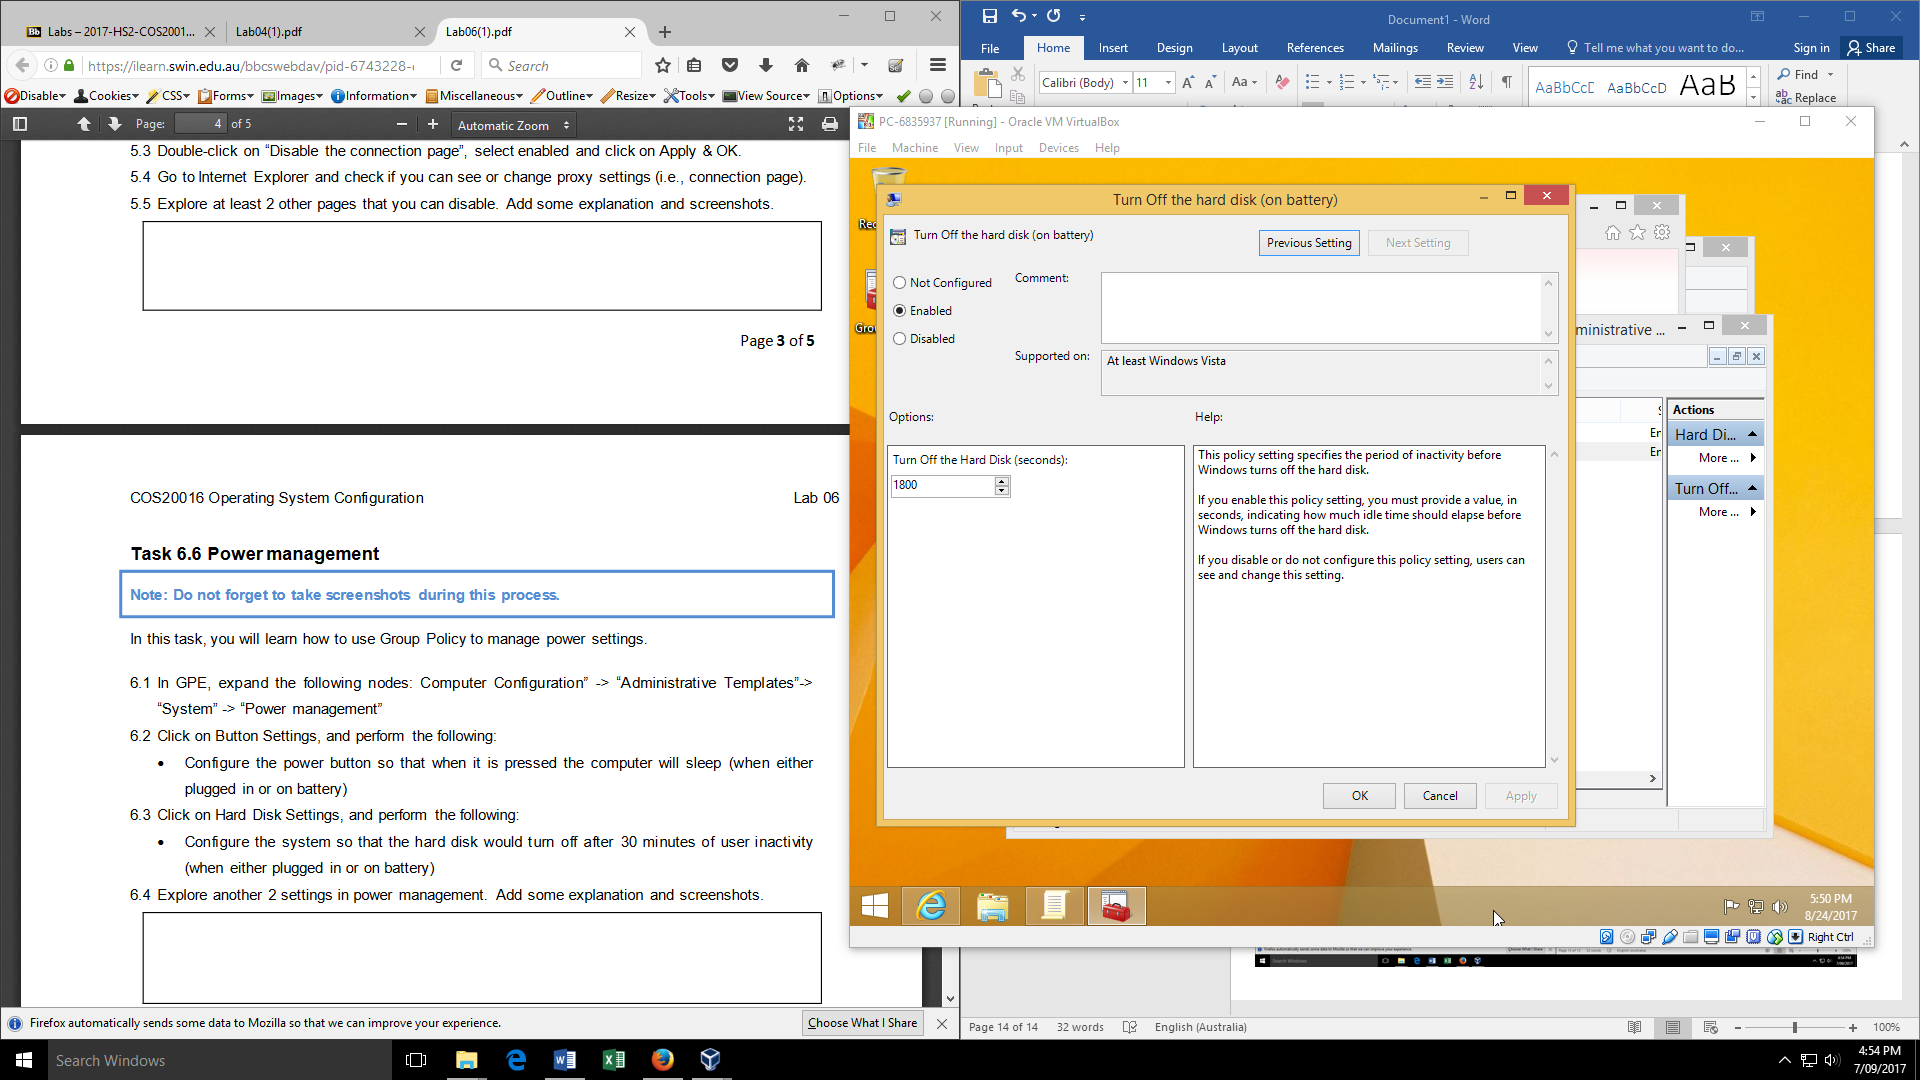 Labs – 2017-HS2-COS2001...
Lab04(1).pdf
Lab06(1).pdf
https://ilearn.swin.edu.au/bbcswebdav/pid-6743228-
Search
Disable
Cookies
CSS
Forms
Images
Information
Miscellaneous
Outline
Resize
Tools
View Source
Options
Page:
4
of 5
Automatic Zoom
5.3 Double-click on “Disable the connection page”, select enabled and click on Apply & OK.
5.4 Go to Internet Explorer and check if you can see or change proxy settings (i.e., connection page).
5.5 Explore at least 2 other pages that you can disable. Add some explanation and screenshots.
Page 3 of 5
COS20016 Operating System Configuration
Lab 06
Task 6.6 Power management
Note: Do not forget to take screenshots during this process.
In this task, you will learn how to use Group Policy to manage power settings.
6.1 In GPE, expand the following nodes: Computer Configuration” -> “Administrative Templates”->
“System” -> “Power management”
6.2 Click on Button Settings, and perform the following:
• Configure the power button so that when it is pressed the computer will sleep (when either
plugged in or on battery)
6.3 Click on Hard Disk Settings, and perform the following:
• Configure the system so that the hard disk would turn off after 30 minutes of user inactivity
(when either plugged in or on battery)
6.4 Explore another 2 settings in power management. Add some explanation and screenshots.
Firefox automatically sends some data to Mozilla so that we can improve your experience.
Choose What I Share
Document1 - Word
File
Home
Insert
Design
Layout
References
Mailings
Review
View
Tell me what you want to do...
Sign in
Share
Calibri (Body)
11
Aa
AaBbCcDc
AaBbCcD
AaB
Find
Replace
PC-6835937 [Running] - Oracle VM VirtualBox
File
Machine
View
Input
Devices
Help
Rec
Grou
Turn Off the hard disk (on battery)
Turn Off the hard disk (on battery)
Previous Setting
Next Setting
Not Configured
Enabled
Disabled
Comment:
Supported on:
At least Windows Vista
Options:
Help:
Turn Off the Hard Disk (seconds):
1800
This policy setting specifies the period of inactivity before
Windows turns off the hard disk.
If you enable this policy setting, you must provide a value, in
seconds, indicating how much idle time should elapse before
Windows turns off the hard disk.
If you disable or do not configure this policy setting, users can
see and change this setting.
OK
Cancel
Apply
ministrative ...
En
En
Actions
Hard Di...
More ...
Turn Off...
More ...
5:50 PM
8/24/2017
Right Ctrl
Page 14 of 14
32 words
English (Australia)
100%
Search Windows
4:54 PM
7/09/2017